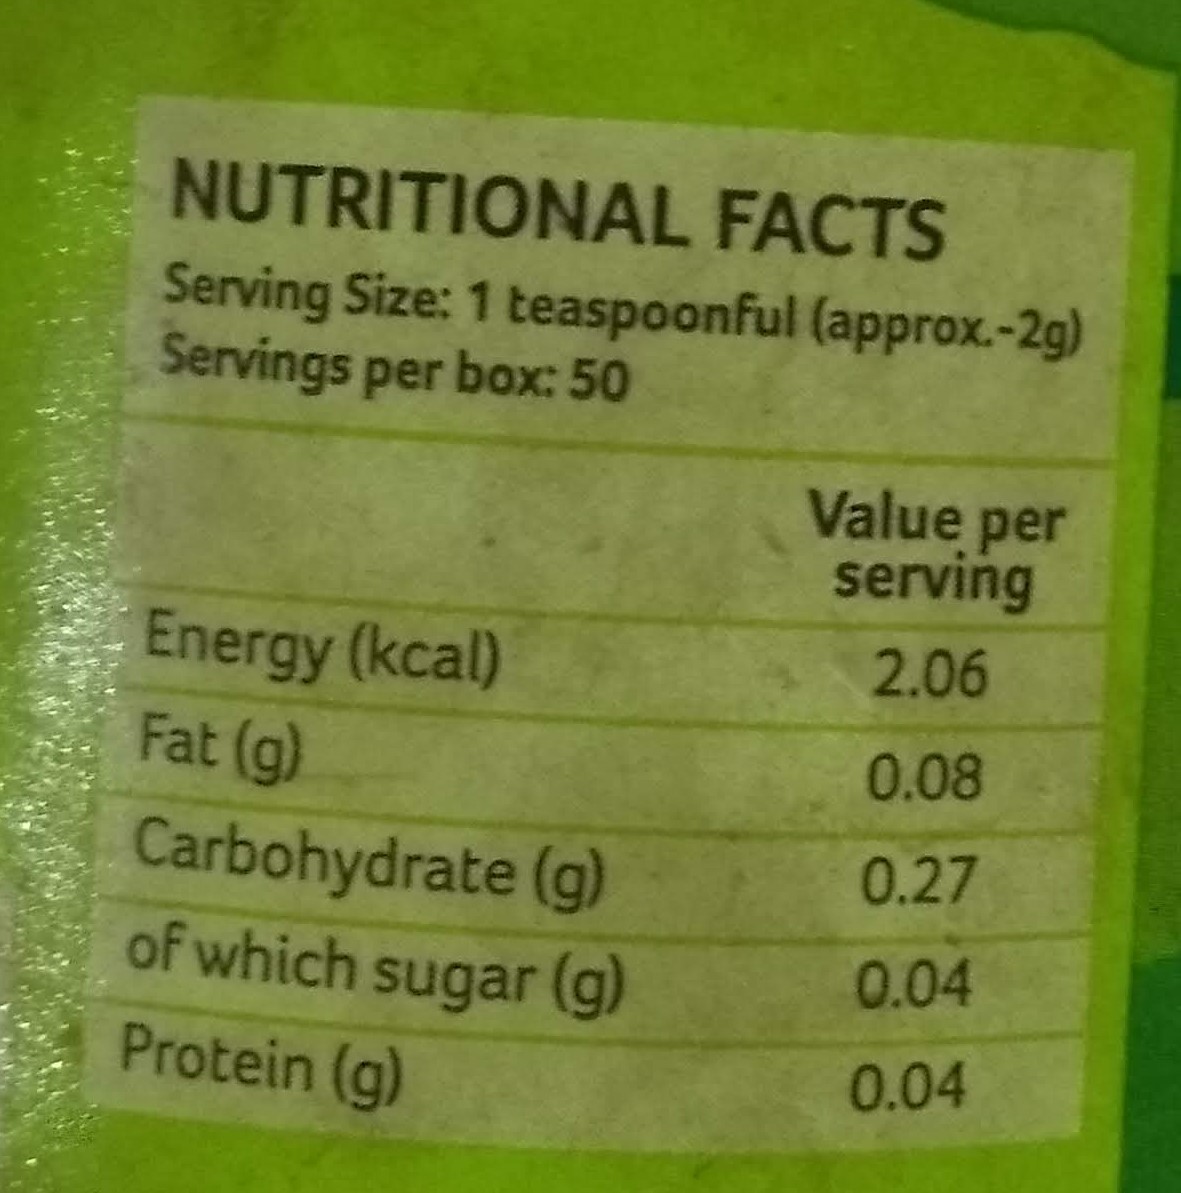 NUTRITIONAL FACTS
Serving Size: 1 teaspoonful (approx.-2g)
Servings per box: 50
Value per
serving
Energy (kcal) 2.06
Fat (g) 0.08
Carbohydrate (g) 0.27
of which sugar (g) 0.04
Protein (g) 0.04